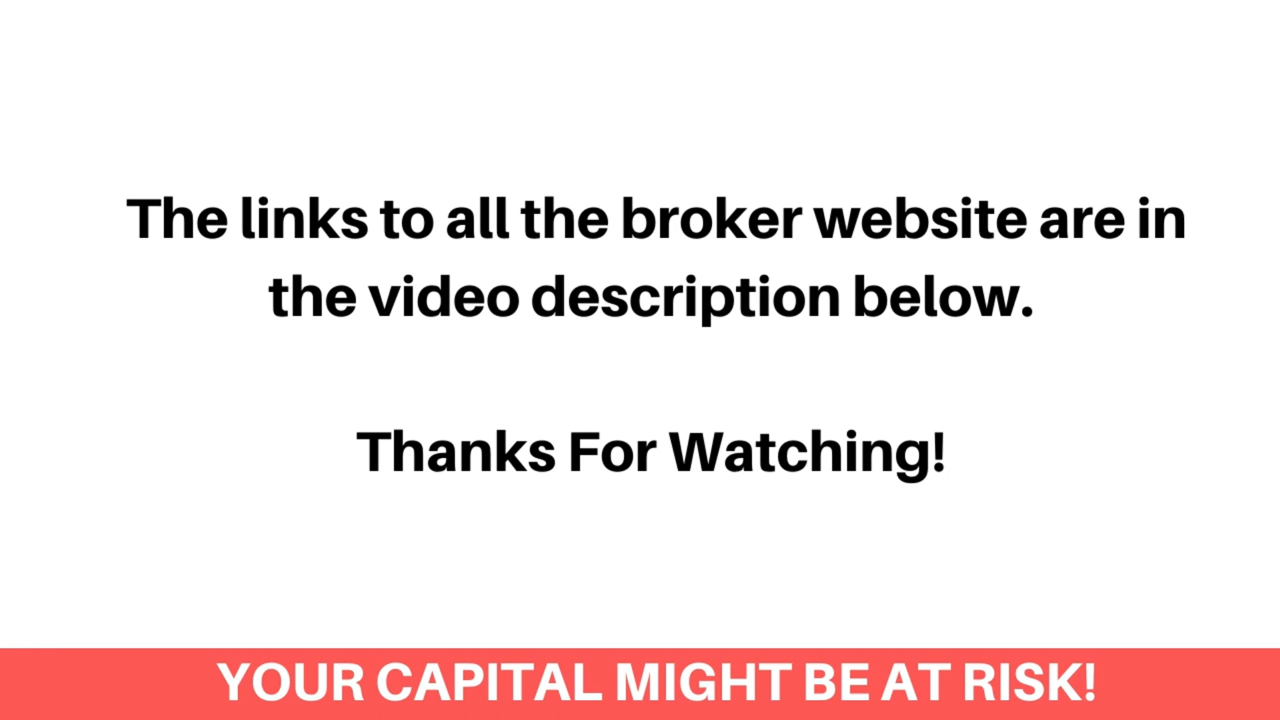 The links to all the broker website are in
the video description below.
Thanks For Watching!
YOUR CAPITAL MIGHT BE AT RISK!